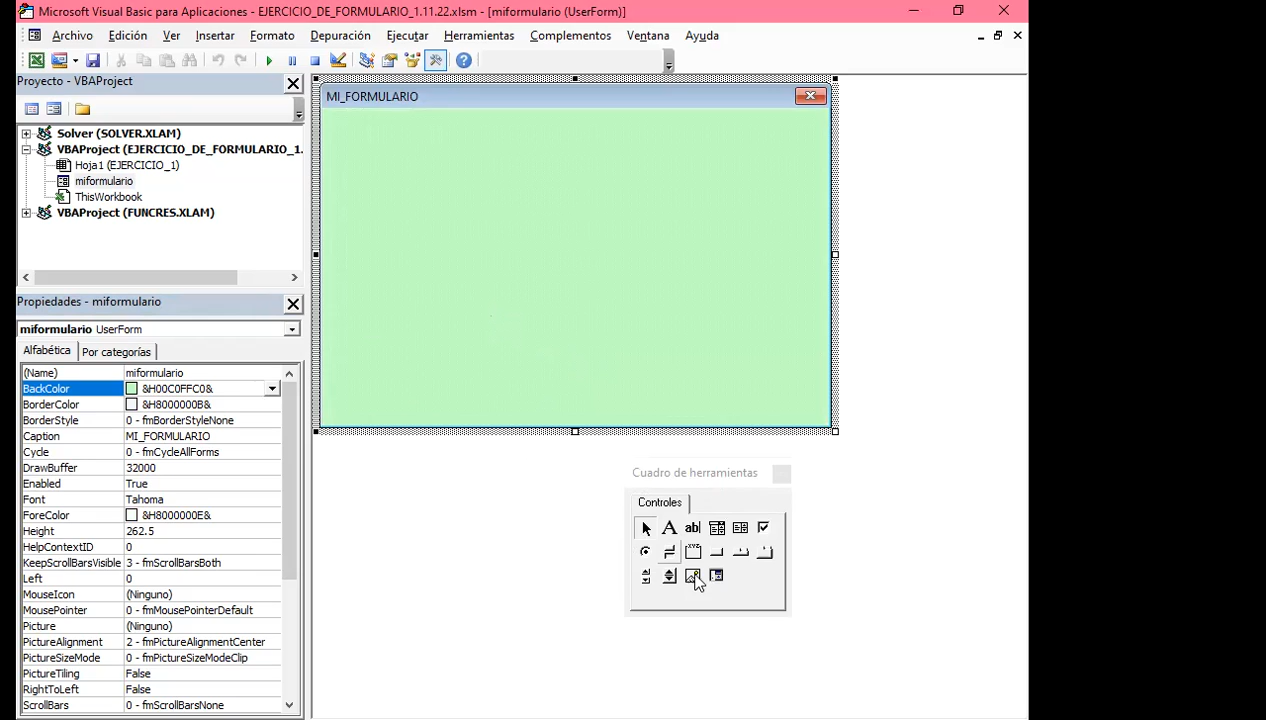 Microsoft Visual Basic para Aplicaciones - EJERCICIO_DE_FORMULARIO_1.11.22.xlsm - [miformulario (UserForm)]
Archivo Edición Ver Insertar Formato Depuración Ejecutar Herramientas Complementos Ventana Ayuda
Proyecto - VBAProject
Solver (SOLVER.XLAM)
VBAProject (EJERCICIO_DE_FORMULARIO_1.
Hoja1 (EJERCICIO_1)
miformulario
ThisWorkbook
VBAProject (FUNCRES.XLAM)
Propiedades - miformulario
miformulario UserForm
Alfabética Por categorías
(Name) miformulario
BackColor &H00C0FFC0&
BorderColor &H8000000B&
BorderStyle 0 - fmBorderStyleNone
Caption MI_FORMULARIO
Cycle 0 - fmCycleAllForms
DrawBuffer 32000
Enabled True
Font Tahoma
ForeColor &H8000000E&
Height 262.5
HelpContextID 0
KeepScrollBarsVisible 3 - fmScrollBarsBoth
Left 0
MouseIcon (Ninguno)
MousePointer 0 - fmMousePointerDefault
Picture (Ninguno)
PictureAlignment 2 - fmPictureAlignmentCenter
PictureSizeMode 0 - fmPictureSizeModeClip
PictureTiling False
RightToLeft False
ScrollBars 0 - fmScrollBarsNone
MI_FORMULARIO
Cuadro de herramientas
Controles
A ab|
XYZ